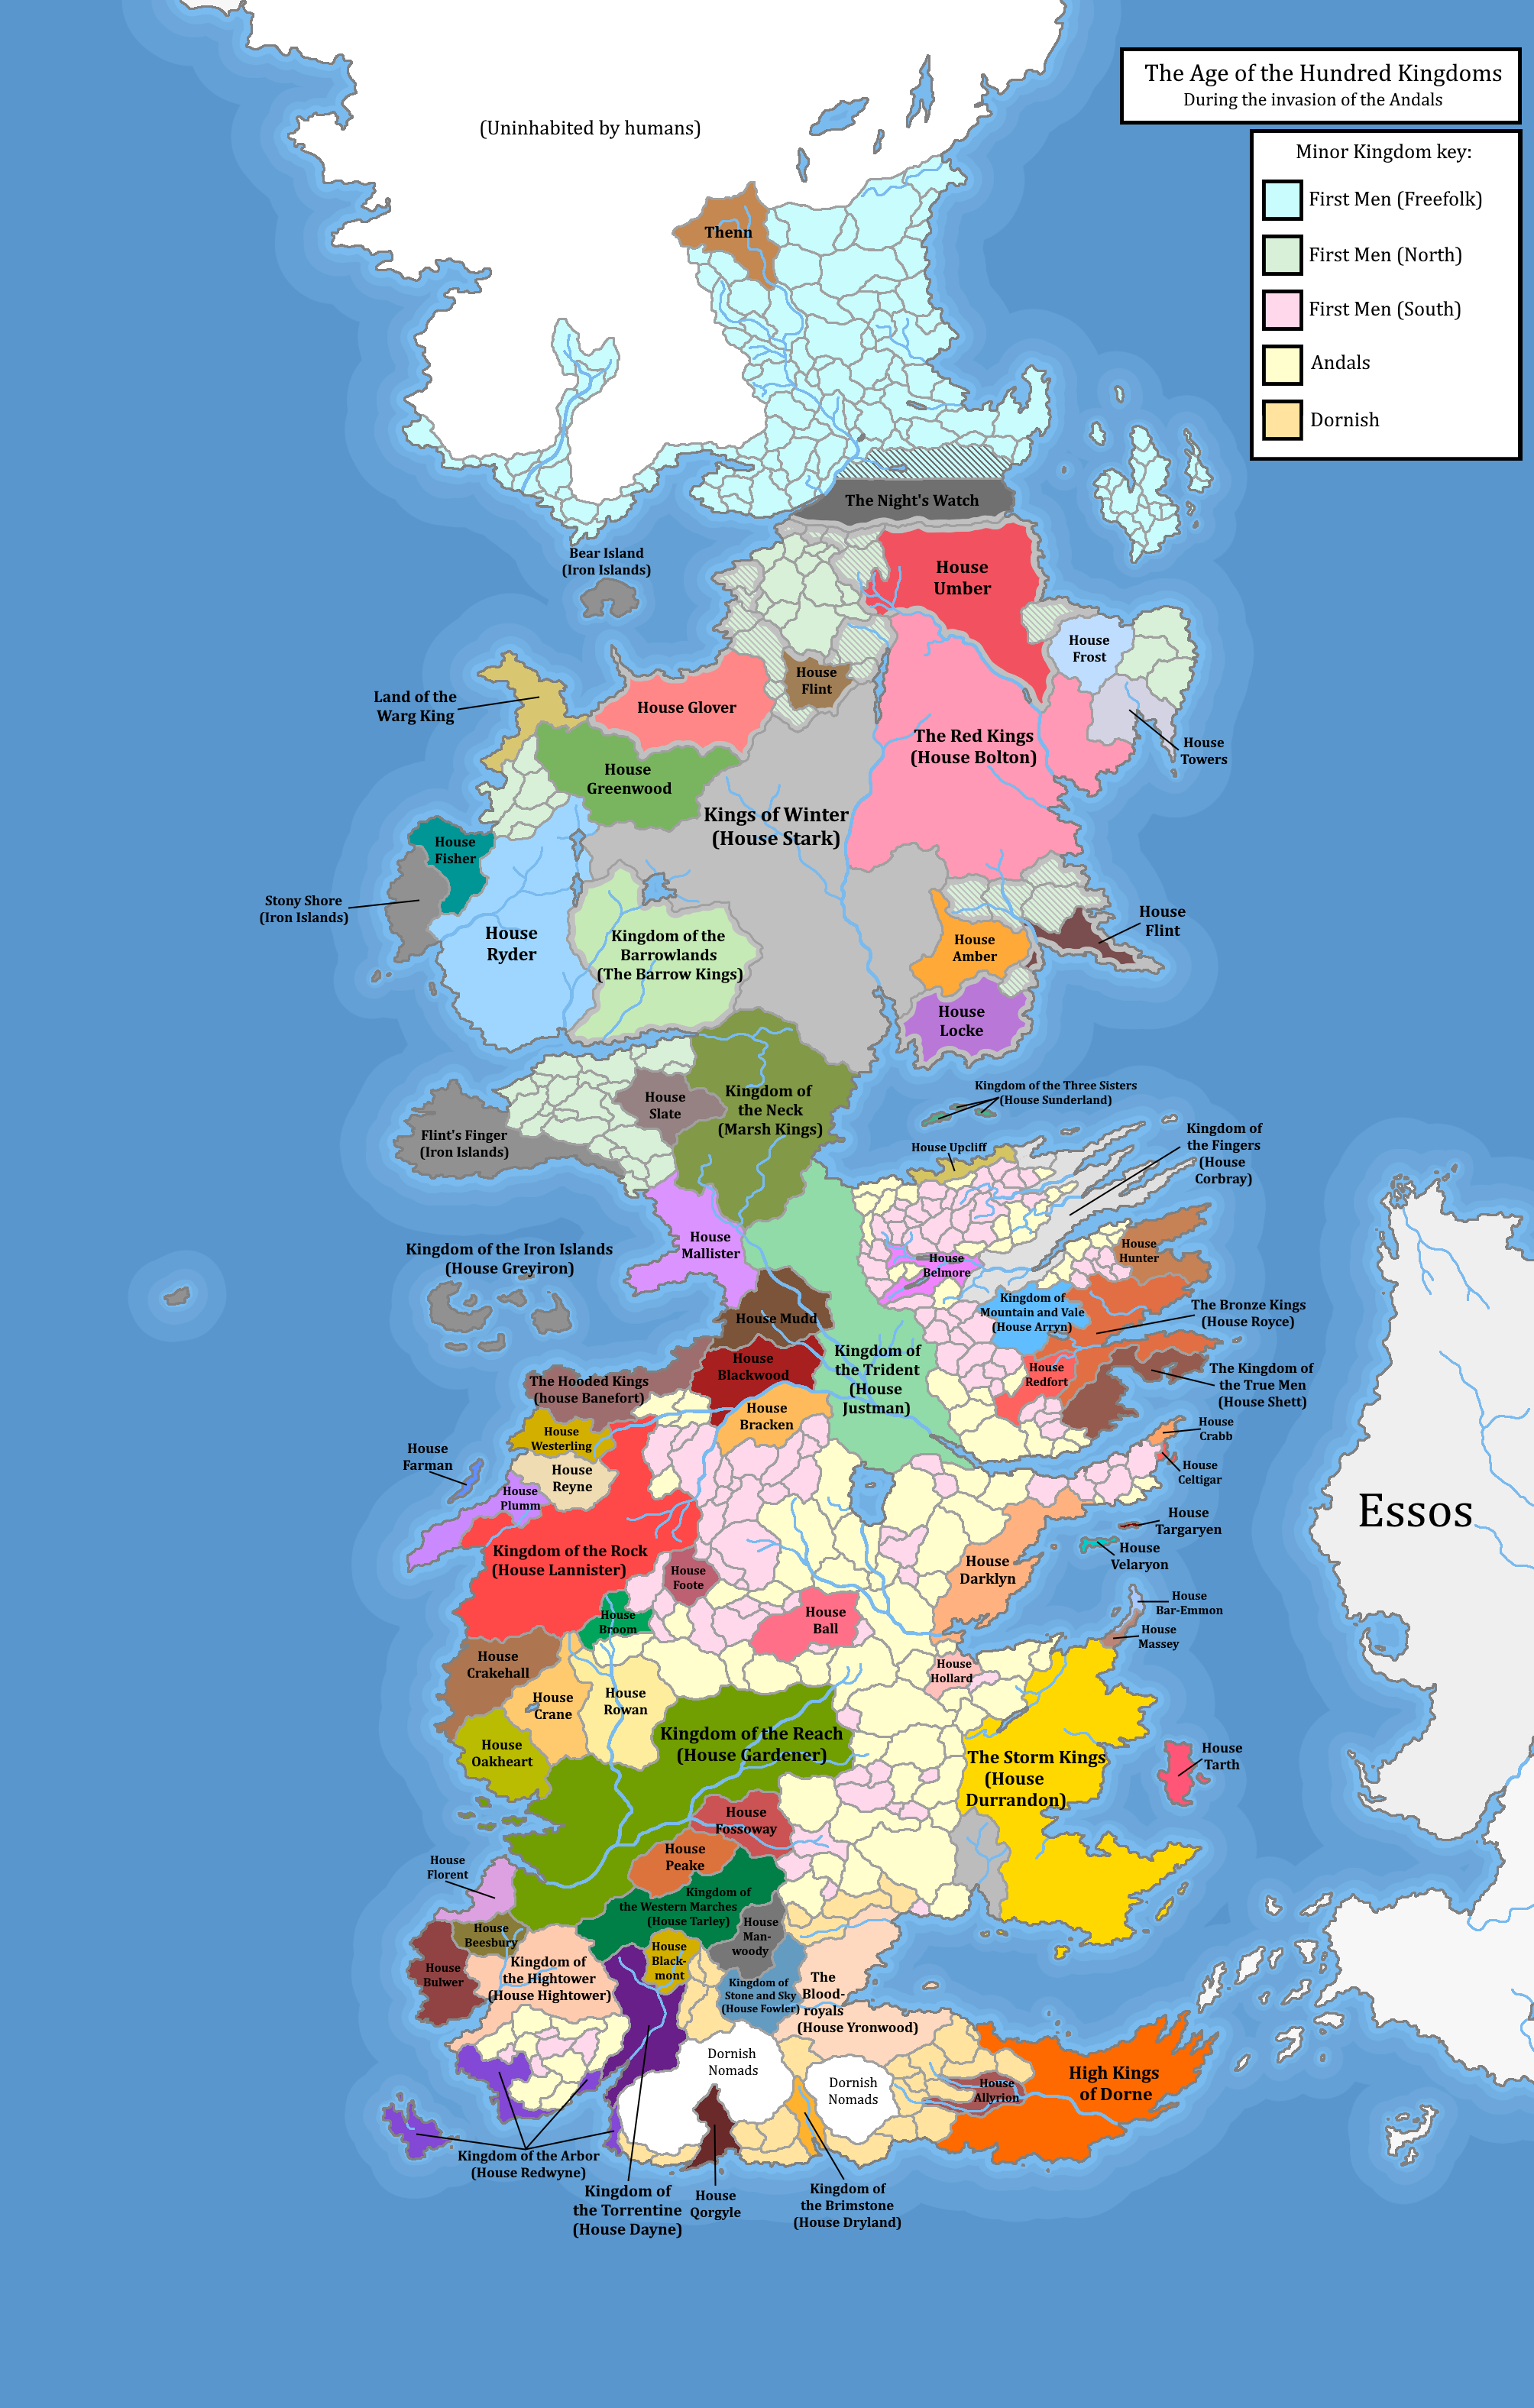 The Age of the Hundred Kingdoms
During the invasion of the Andals
Minor Kingdom key:
First Men (Freefolk)
First Men (North)
First Men (South)
Andals
Dornish
(Uninhabited by humans)
Thenn
The Night's Watch
Bear Island
(Iron Islands)
House
Umber
House
Frost
House
Flint
Land of the
Warg King
House Glover
The Red Kings
(House Bolton)
House
Towers
House
Greenwood
Kings of Winter
(House Stark)
House
Fisher
Stony Shore
(Iron Islands)
House
Ryder
Kingdom of the
Barrowlands
(The Barrow Kings)
House
Flint
House
Amber
House
Locke
Kingdom of the Three Sisters
(House Sunderland)
Kingdom of
the Neck
(Marsh Kings)
House
Slate
Flint's Finger
(Iron Islands)
House Upcliff
Kingdom of
the Fingers
(House
Corbray)
House
Mallister
Kingdom of the Iron Islands
(House Greyiron)
House
Hunter
House
Belmore
Kingdom of
Mountain and Vale
(House Arryn)
The Bronze Kings
(House Royce)
House Mudd
Kingdom of
the Trident
(House
Justman)
House
Blackwood
House
Redfort
The Kingdom of
the True Men
(House Shett)
The Hooded Kings
(house Banefort)
House
Bracken
House
Crabb
House
Westerling
House
Farman
House
Reyne
House
Celtigar
House
Plumm
House
Targaryen
Essos
Kingdom of the Rock
(House Lannister)
House
Velaryon
House
Darklyn
House
Foote
House
Bar-Emmon
House
Broom
House
Ball
House
Massey
House
Crakehall
House
Hollard
House
Crane
House
Rowan
Kingdom of the Reach
(House Gardener)
House
Oakheart
The Storm Kings
(House
Durrandon)
House
Tarth
House
Fossoway
House
Peake
House
Florent
Kingdom of
the Western Marches
(House Tarley)
House
Beesbury
House
Man-
woody
House
Black-
mont
House
Bulwer
Kingdom of
the Hightower
(House Hightower)
Kingdom of
Stone and Sky
(House Fowler)
The
Blood-
royals
(House Yronwood)
Dornish
Nomads
Dornish
Nomads
House
Allyrion
High Kings
of Dorne
Kingdom of the Arbor
(House Redwyne)
Kingdom of
the Torrentine
(House Dayne)
House
Qorgyle
Kingdom of
the Brimstone
(House Dryland)